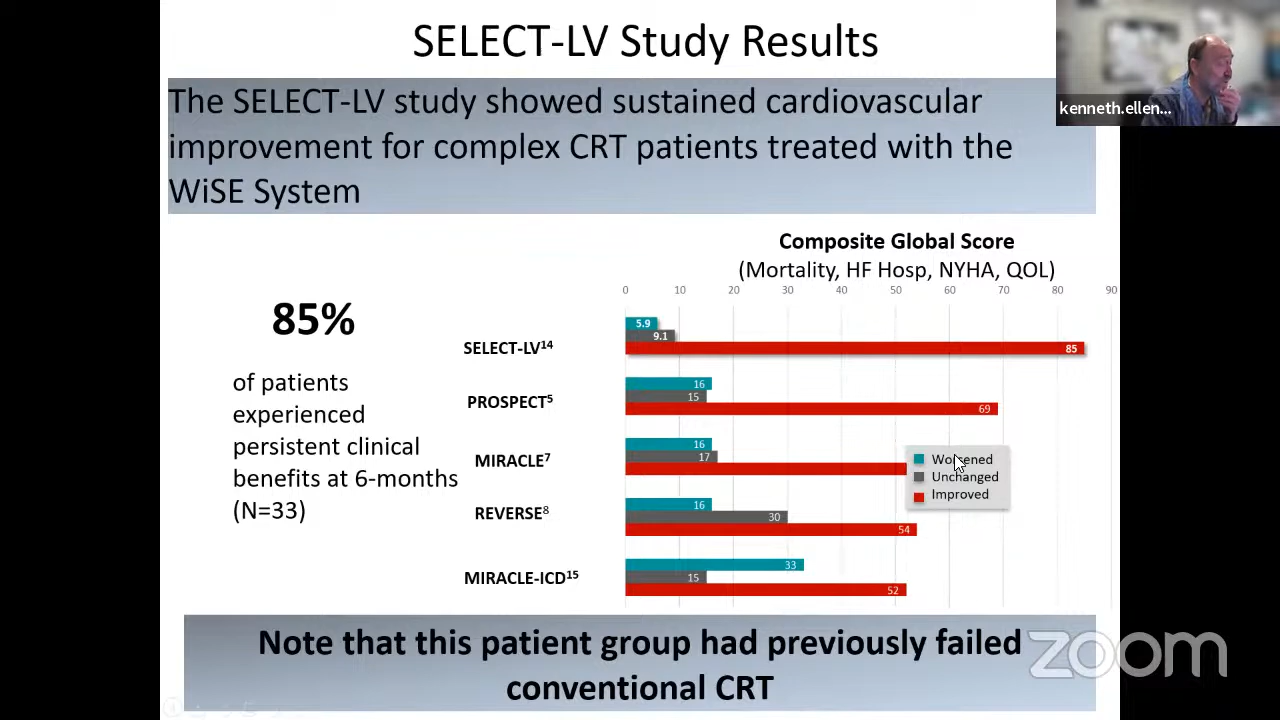 SELECT-LV Study Results
kenneth.ellen...
The SELECT-LV study showed sustained cardiovascular
improvement for complex CRT patients treated with the
WiSE System
Composite Global Score
(Mortality, HF Hosp, NYHA, QOL)
0 10 20 30 40 50 60 70 80 90
85%
of patients
experienced
persistent clinical
benefits at 6-months
(N=33)
5.9
9.1
SELECT-LV14
85
16
15
PROSPECT5
69
16
17
MIRACLE7
Worsened
Unchanged
Improved
16
30
REVERSE8
54
33
15
MIRACLE-ICD15
52
Note that this patient group had previously failed
conventional CRT
zoom